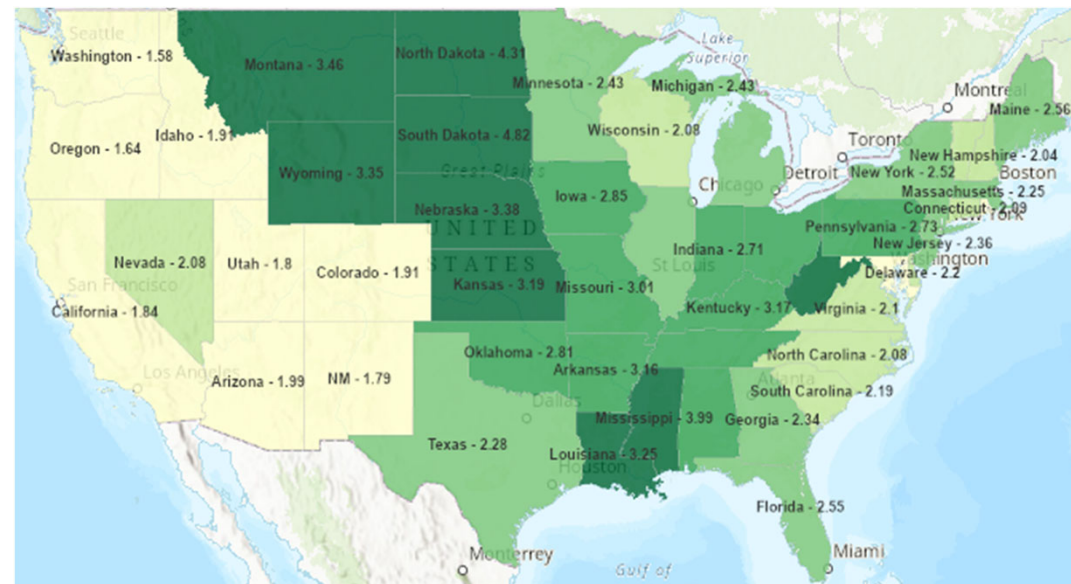 Seattle
Washington - 1.58
Montana - 3.46
North Dakota - 4.31
Lake
Superior
Minnesota - 2.43
Michigan - 2.43
Montreal
Maine - 2.56
Oregon - 1.64
Idaho - 1.91
South Dakota - 4.82
Wisconsin - 2.08
Toronto
New Hampshire - 2.04
Wyoming - 3.35
Great Plains
Detroit
New York - 2.52
Boston
Chicago
Massachusetts - 2.25
Iowa - 2.85
Connecticut - 2.09
Nebraska - 3.38
New York
UNITED
Pennsylvania - 2.73
New Jersey - 2.36
Nevada - 2.08
Utah - 1.8
Colorado - 1.91
STATES
Indiana - 2.71
St Louis
Washington
Delaware - 2.2
San Francisco
Kansas - 3.19
Missouri - 3.01
California - 1.84
Kentucky - 3.17
Virginia - 2.1
Oklahoma - 2.81
North Carolina - 2.08
Los Angeles
Arizona - 1.99
NM - 1.79
Arkansas - 3.16
Atlanta
South Carolina - 2.19
Dallas
Mississippi - 3.99
Georgia - 2.34
Texas - 2.28
Louisiana - 3.25
Houston
Florida - 2.55
Monterrey
Miami
Gulf of